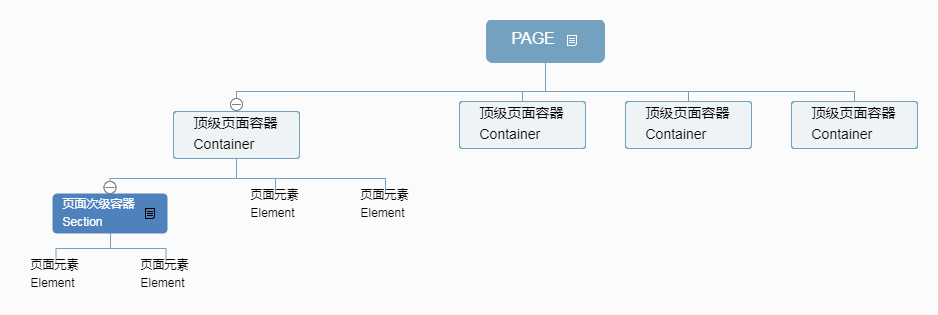 PAGE
顶级页面容器
Container
顶级页面容器
Container
顶级页面容器
Container
顶级页面容器
Container
页面次级容器
Section
页面元素
Element
页面元素
Element
页面元素
Element
页面元素
Element